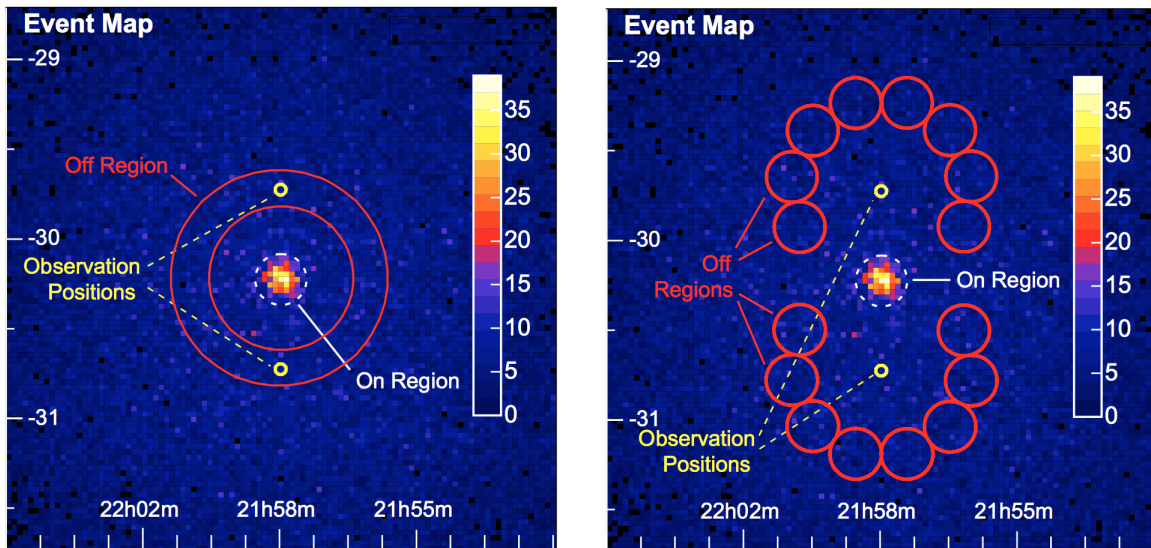 Event Map
-29
Off Region
-30
Observation
Positions
On Region
-31
22h02m
21h58m
21h55m
35
30
25
20
15
10
5
0
Event Map
-29
-30
Off
Regions
On Region
-31
Observation
Positions
22h02m
21h58m
21h55m
35
30
25
20
15
10
5
0